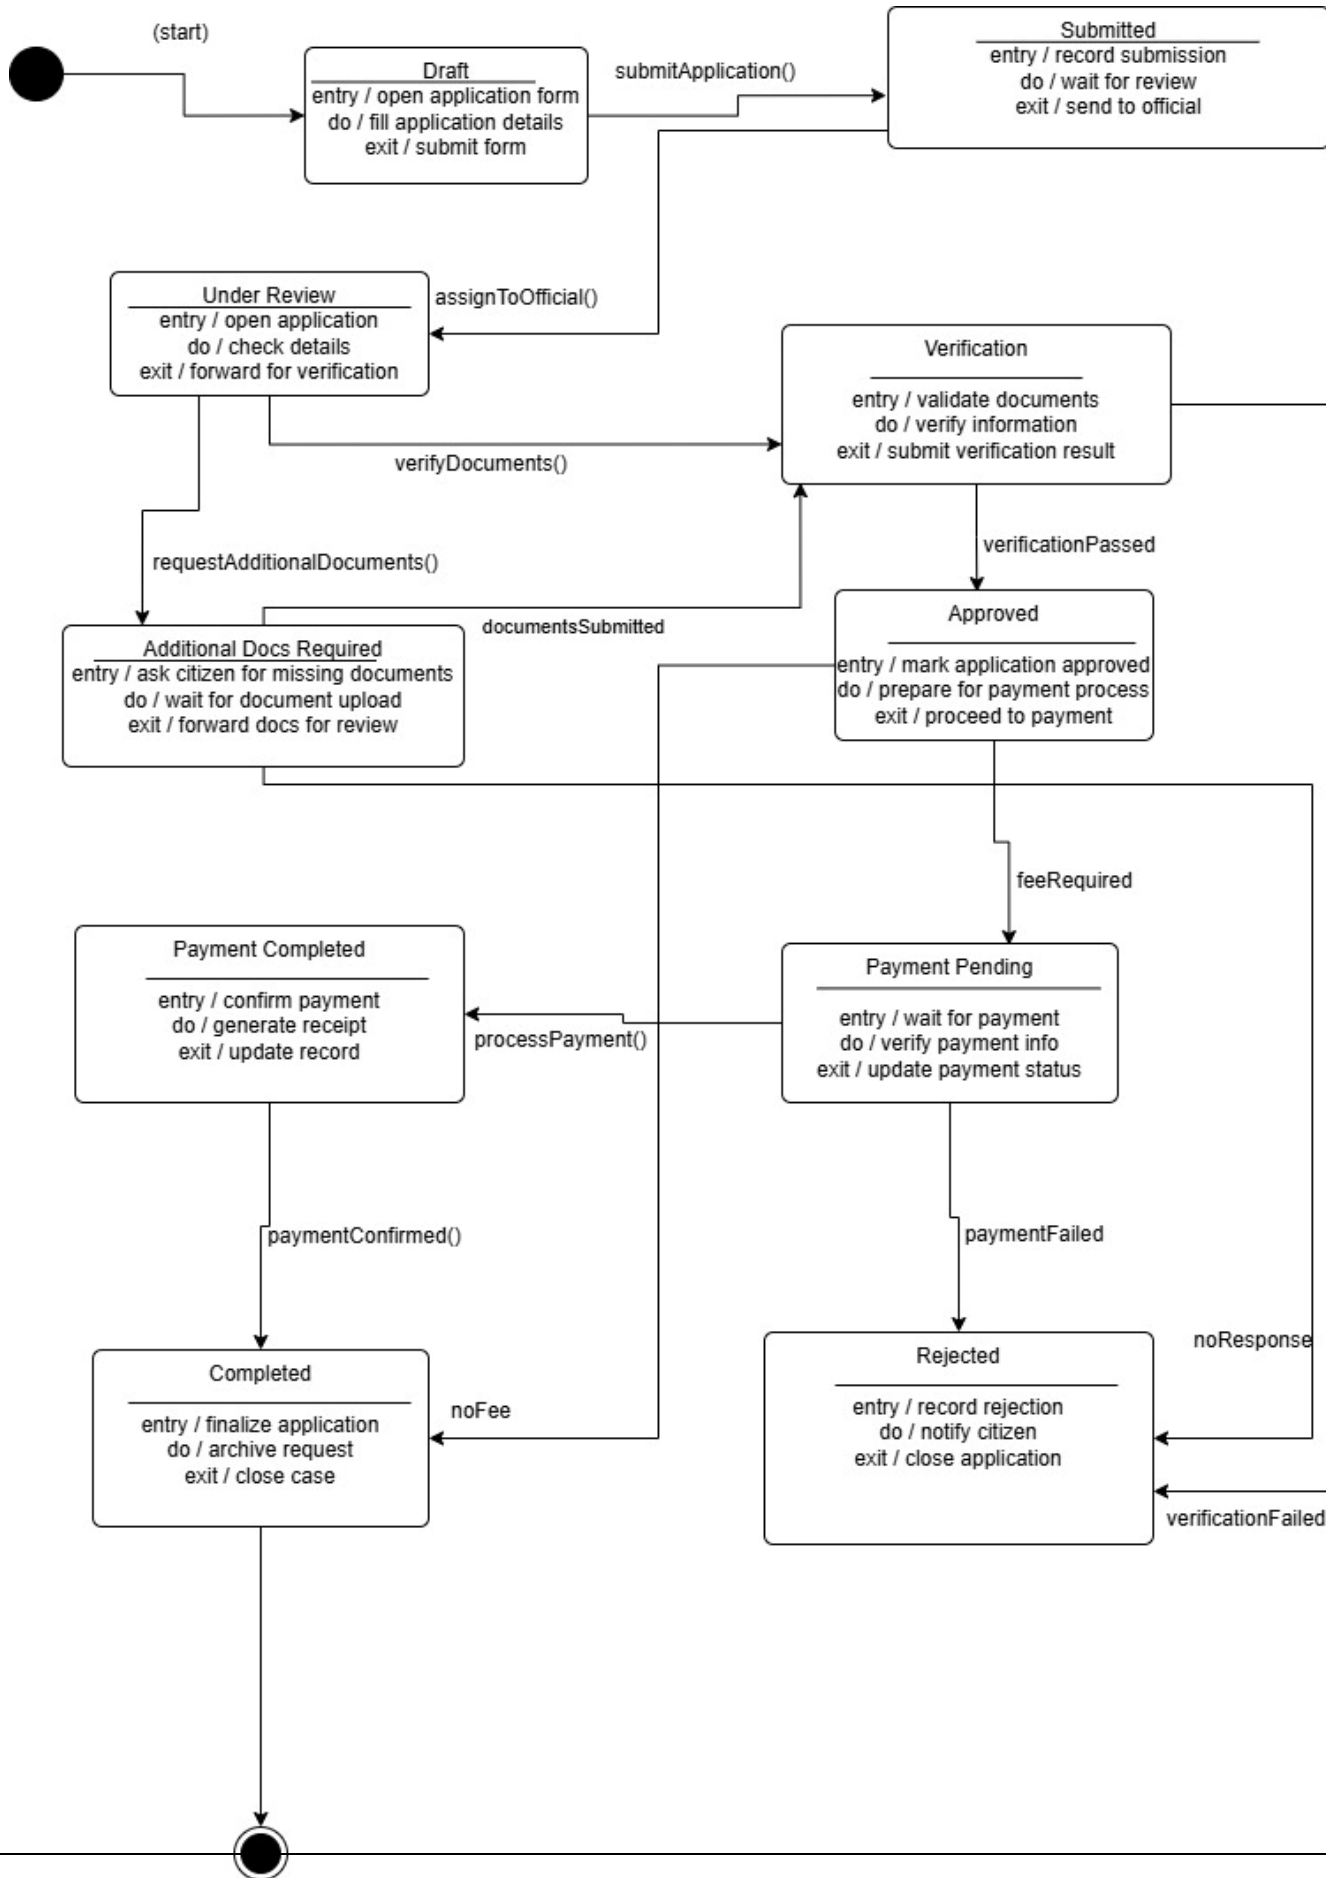 (start)
Draft
entry / open application form
do / fill application details
exit / submit form
submitApplication()
Submitted
entry / record submission
do / wait for review
exit / send to official
Under Review
entry / open application
do / check details
exit / forward for verification
assignToOfficial()
Verification
entry / validate documents
do / verify information
exit / submit verification result
verifyDocuments()
requestAdditionalDocuments()
verificationPassed
Additional Docs Required
entry / ask citizen for missing documents
do / wait for document upload
exit / forward docs for review
documentsSubmitted
Approved
entry / mark application approved
do / prepare for payment process
exit / proceed to payment
feeRequired
Payment Completed
entry / confirm payment
do / generate receipt
exit / update record
processPayment()
Payment Pending
entry / wait for payment
do / verify payment info
exit / update payment status
paymentConfirmed()
paymentFailed
Completed
entry / finalize application
do / archive request
exit / close case
noFee
Rejected
entry / record rejection
do / notify citizen
exit / close application
noResponse
verificationFailed